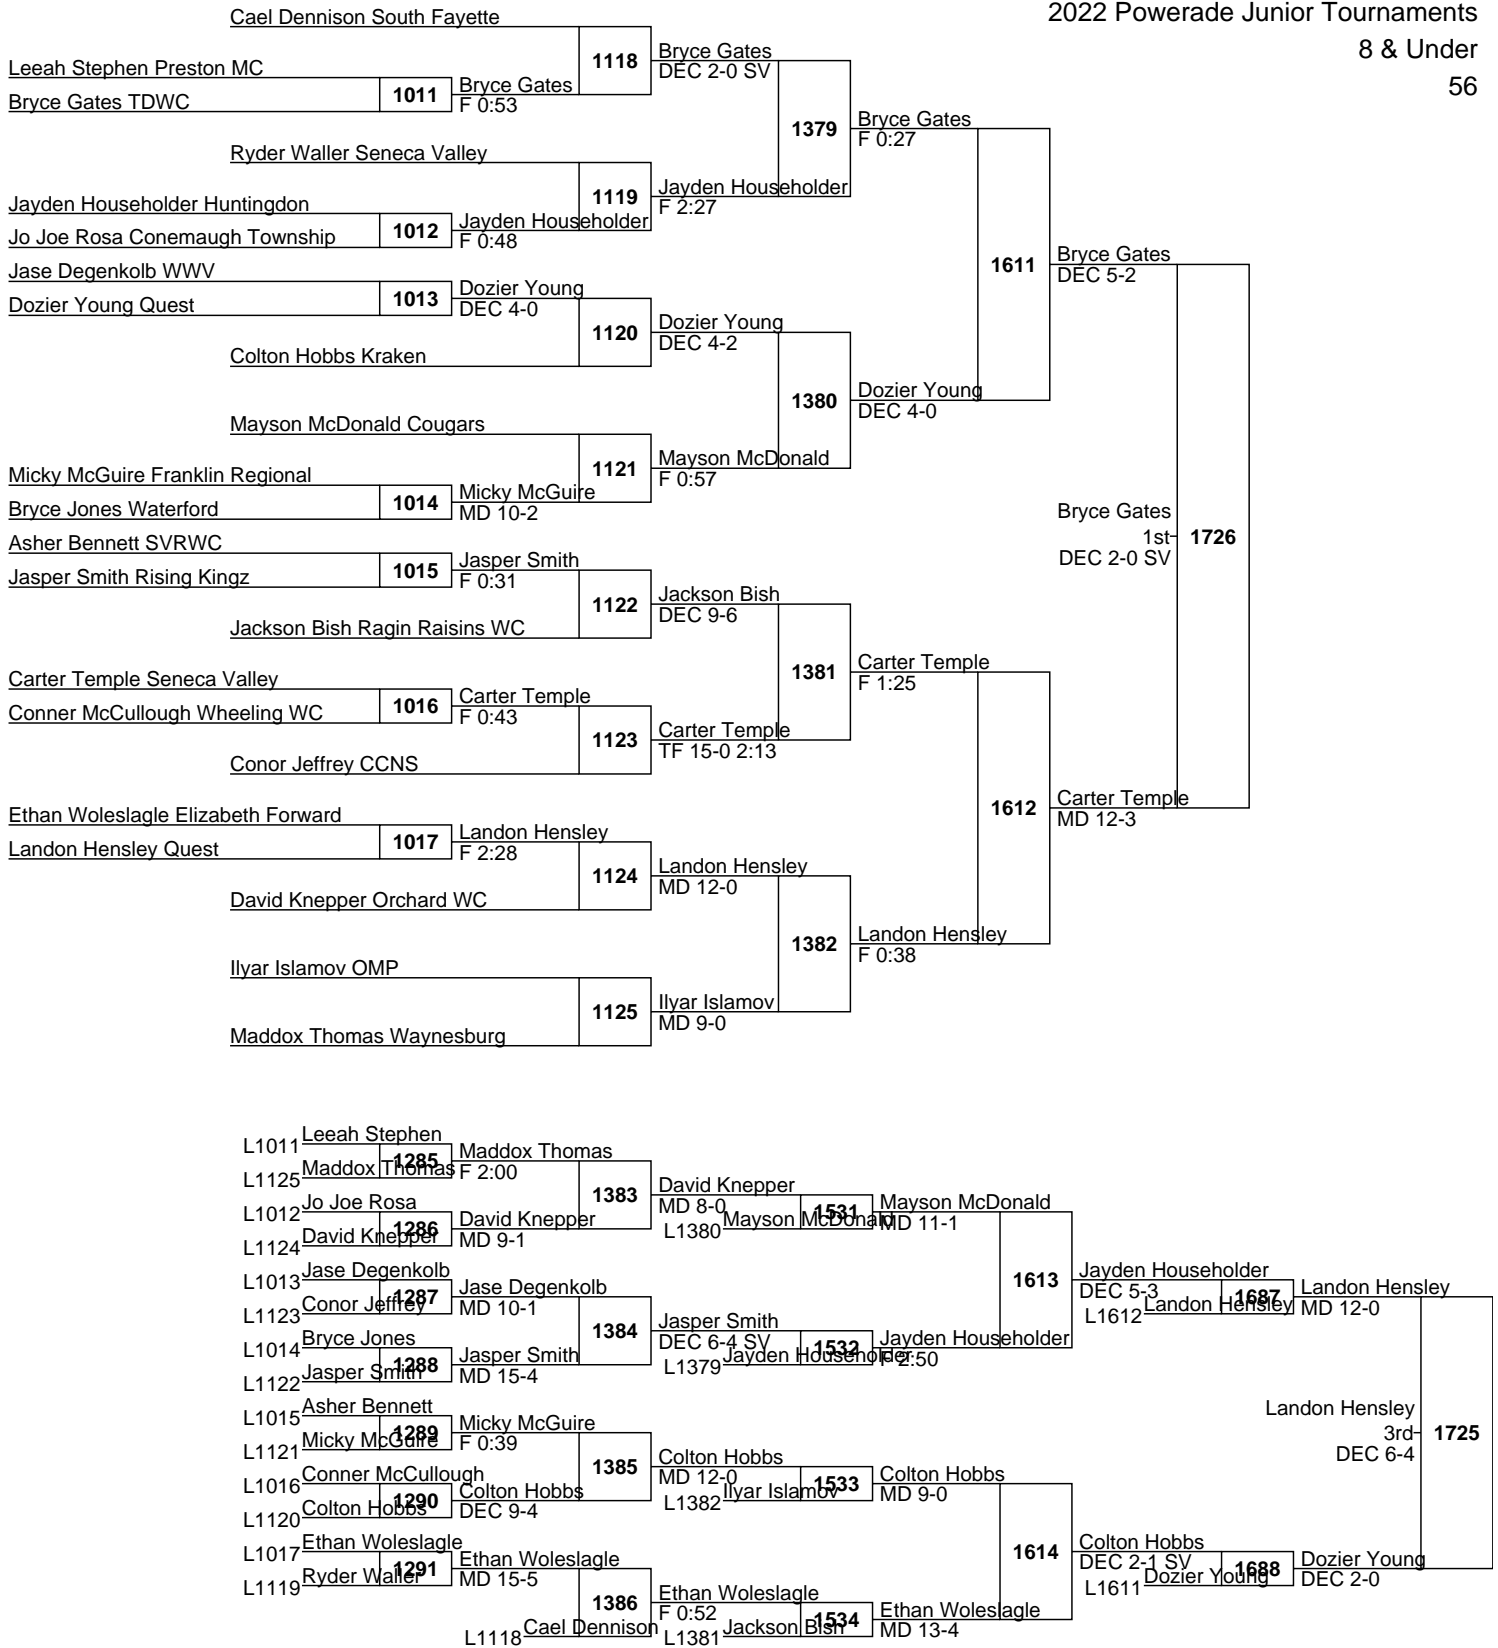 2022 Powerade Junior Tournaments
8 & Under
56
Cael Dennison South Fayette
1118
Bryce Gates
DEC 2-0 SV
Leeah Stephen Preston MC
Bryce Gates TDWC
1011
Bryce Gates
F 0:53
1379
Bryce Gates
F 0:27
Ryder Waller Seneca Valley
1119
Jayden Householder
F 2:27
Jayden Householder Huntingdon
Jo Joe Rosa Conemaugh Township
1012
Jayden Householder
F 0:48
1611
Bryce Gates
DEC 5-2
Jase Degenkolb WWV
Dozier Young Quest
1013
Dozier Young
DEC 4-0
1120
Dozier Young
DEC 4-2
Colton Hobbs Kraken
1380
Dozier Young
DEC 4-0
Mayson McDonald Cougars
1121
Mayson McDonald
F 0:57
Micky McGuire Franklin Regional
Bryce Jones Waterford
1014
Micky McGuire
MD 10-2
Bryce Gates
1st
DEC 2-0 SV
1726
Asher Bennett SVRWC
Jasper Smith Rising Kingz
1015
Jasper Smith
F 0:31
1122
Jackson Bish
DEC 9-6
Jackson Bish Ragin Raisins WC
1381
Carter Temple
F 1:25
Carter Temple Seneca Valley
Conner McCullough Wheeling WC
1016
Carter Temple
F 0:43
1123
Carter Temple
TF 15-0 2:13
Conor Jeffrey CCNS
1612
Carter Temple
MD 12-3
Ethan Woleslagle Elizabeth Forward
Landon Hensley Quest
1017
Landon Hensley
F 2:28
1124
Landon Hensley
MD 12-0
David Knepper Orchard WC
1382
Landon Hensley
F 0:38
Ilyar Islamov OMP
1125
Ilyar Islamov
MD 9-0
Maddox Thomas Waynesburg
L1011 Leeah Stephen
L1125 Maddox Thomas
1285
Maddox Thomas
F 2:00
1383
David Knepper
MD 8-0
L1012 Jo Joe Rosa
L1124 David Knepper
1286
David Knepper
MD 9-1
L1380 Mayson McDonald
1531
Mayson McDonald
MD 11-1
L1013 Jase Degenkolb
L1123 Conor Jeffrey
1287
Jase Degenkolb
MD 10-1
1613
Jayden Householder
DEC 5-3
L1612 Landon Hensley
1687
Landon Hensley
MD 12-0
1384
Jasper Smith
DEC 6-4 SV
L1014 Bryce Jones
L1122 Jasper Smith
1288
Jasper Smith
MD 15-4
L1379 Jayden Householder
1532
Jayden Householder
F 2:50
L1015 Asher Bennett
L1121 Micky McGuire
1289
Micky McGuire
F 0:39
Landon Hensley
3rd
DEC 6-4
1725
1385
Colton Hobbs
MD 12-0
L1016 Conner McCullough
L1120 Colton Hobbs
1290
Colton Hobbs
DEC 9-4
L1382 Ilyar Islamov
1533
Colton Hobbs
MD 9-0
L1017 Ethan Woleslagle
L1119 Ryder Waller
1291
Ethan Woleslagle
MD 15-5
1614
Colton Hobbs
DEC 2-1 SV
L1611 Dozier Young
1688
Dozier Young
DEC 2-0
1386
Ethan Woleslagle
F 0:52
L1118 Cael Dennison
L1381 Jackson Bish
1534
Ethan Woleslagle
MD 13-4